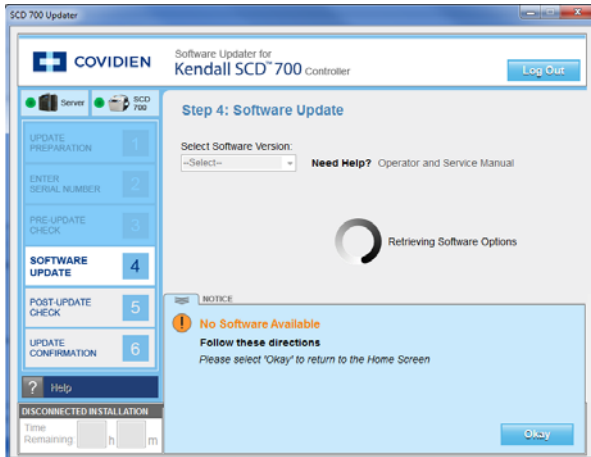 SCD 700 Updater
COVIDIEN
Software Updater for
Kendall SCD™ 700 Controller
Log Out
Server
SCD
700
UPDATE
PREPARATION
1
ENTER
SERIAL NUMBER
2
PRE-UPDATE
CHECK
3
SOFTWARE
UPDATE
4
POST-UPDATE
CHECK
5
UPDATE
CONFIRMATION
6
? Help
DISCONNECTED INSTALLATION
Time
Remaining: h m
Step 4: Software Update
Select Software Version:
--Select-- Need Help? Operator and Service Manual
Retrieving Software Options
NOTICE
! No Software Available
Follow these directions
Please select "Okay" to return to the Home Screen
Okay